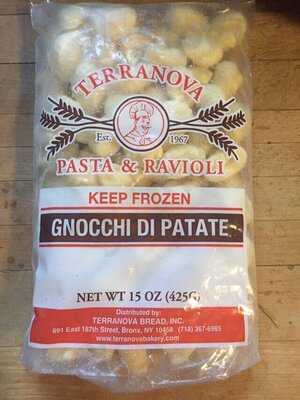 TERRANOVA
Est. 1967
PASTA & RAVIOLI
KEEP FROZEN
GNOCCHI DI PATATE
NET WT 15 OZ (425G)
Distributed by:
TERRANOVA BREAD, INC.
691 East 187th Street, Bronx, NY 10458 (718) 367-6985
www.terranovabakery.com